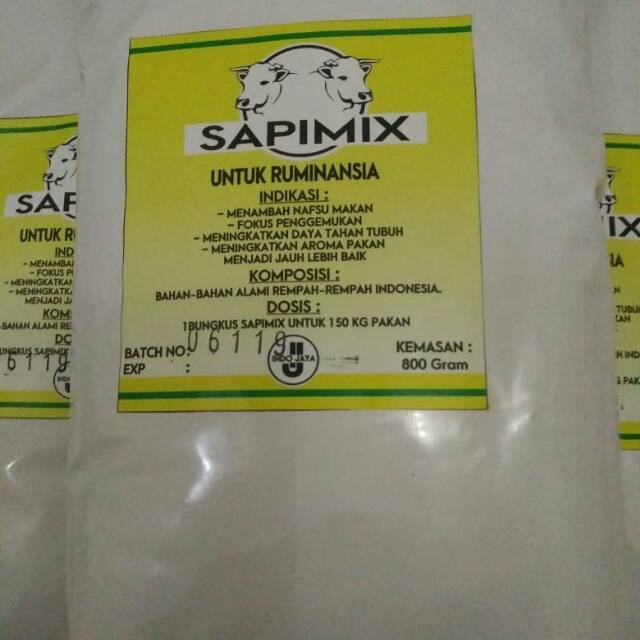 SAPIMIX
UNTUK RUMINANSIA
INDIKASI :
~ MENAMBAH NAFSU MAKAN
~ FOKUS PENGGEMUKAN
~ MENINGKATKAN DAYA TAHAN TUBUH
~ MENINGKATKAN AROMA PAKAN
MENJADI JAUH LEBIH BAIK
KOMPOSISI :
BAHAN-BAHAN ALAMI REMPAH-REMPAH INDONESIA.
DOSIS :
1BUNGKUS SAPIMIX UNTUK 150 KG PAKAN
BATCH NO: 06119
EXP :
INDO JAYA
KEMASAN :
800 Gram